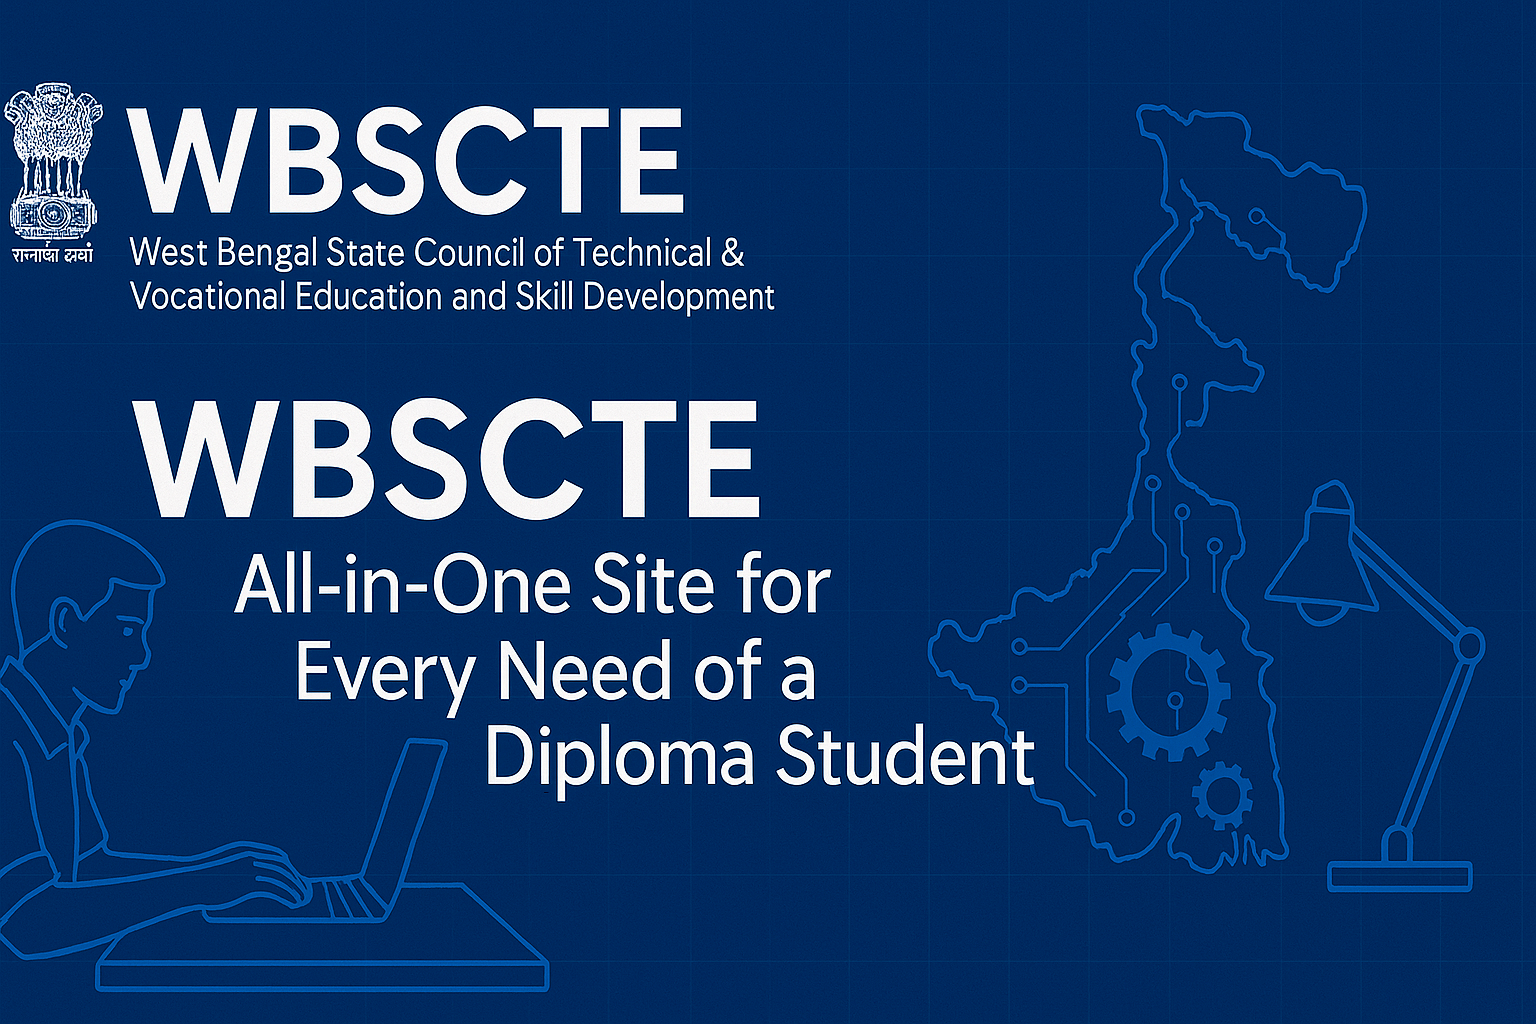 WBSCTE
West Bengal State Council of Technical &
Vocational Education and Skill Development
WBSCTE
All-in-One Site for
Every Need of a
Diploma Student